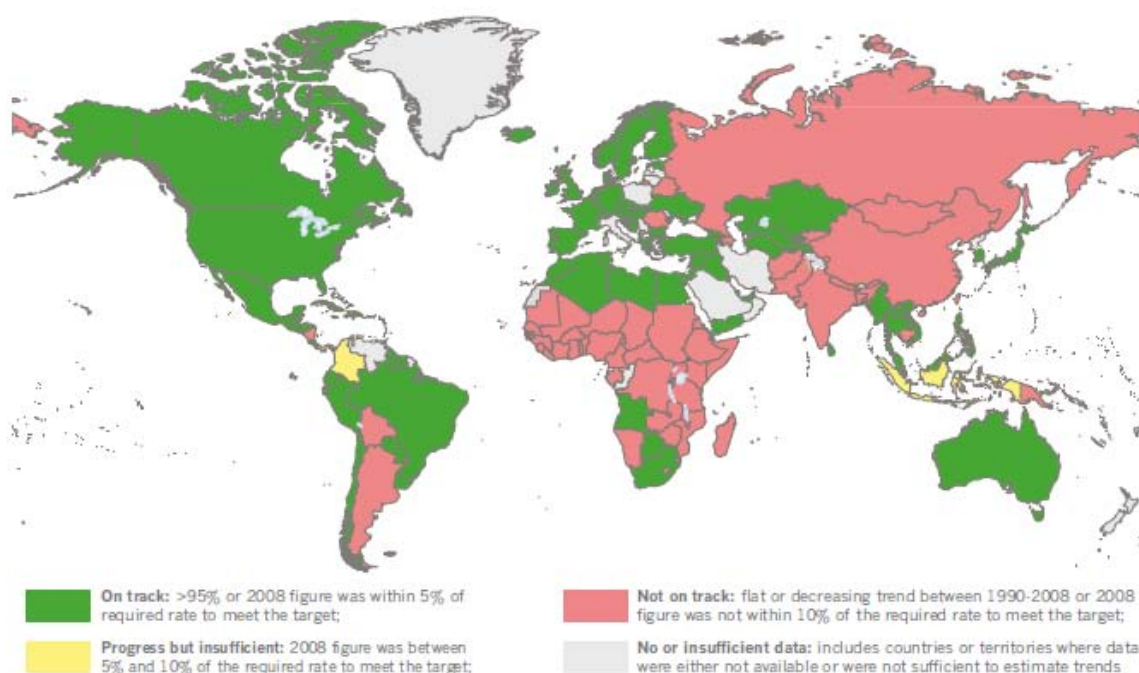 On track: >95% or 2008 figure was within 5% of
required rate to meet the target;
Progress but insufficient: 2008 figure was between
5% and 10% of the required rate to meet the target;
Not on track: flat or decreasing trend between 1990-2008 or 2008
figure was not within 10% of the required rate to meet the target;
No or insufficient data: includes countries or territories where data
were either not available or were not sufficient to estimate trends